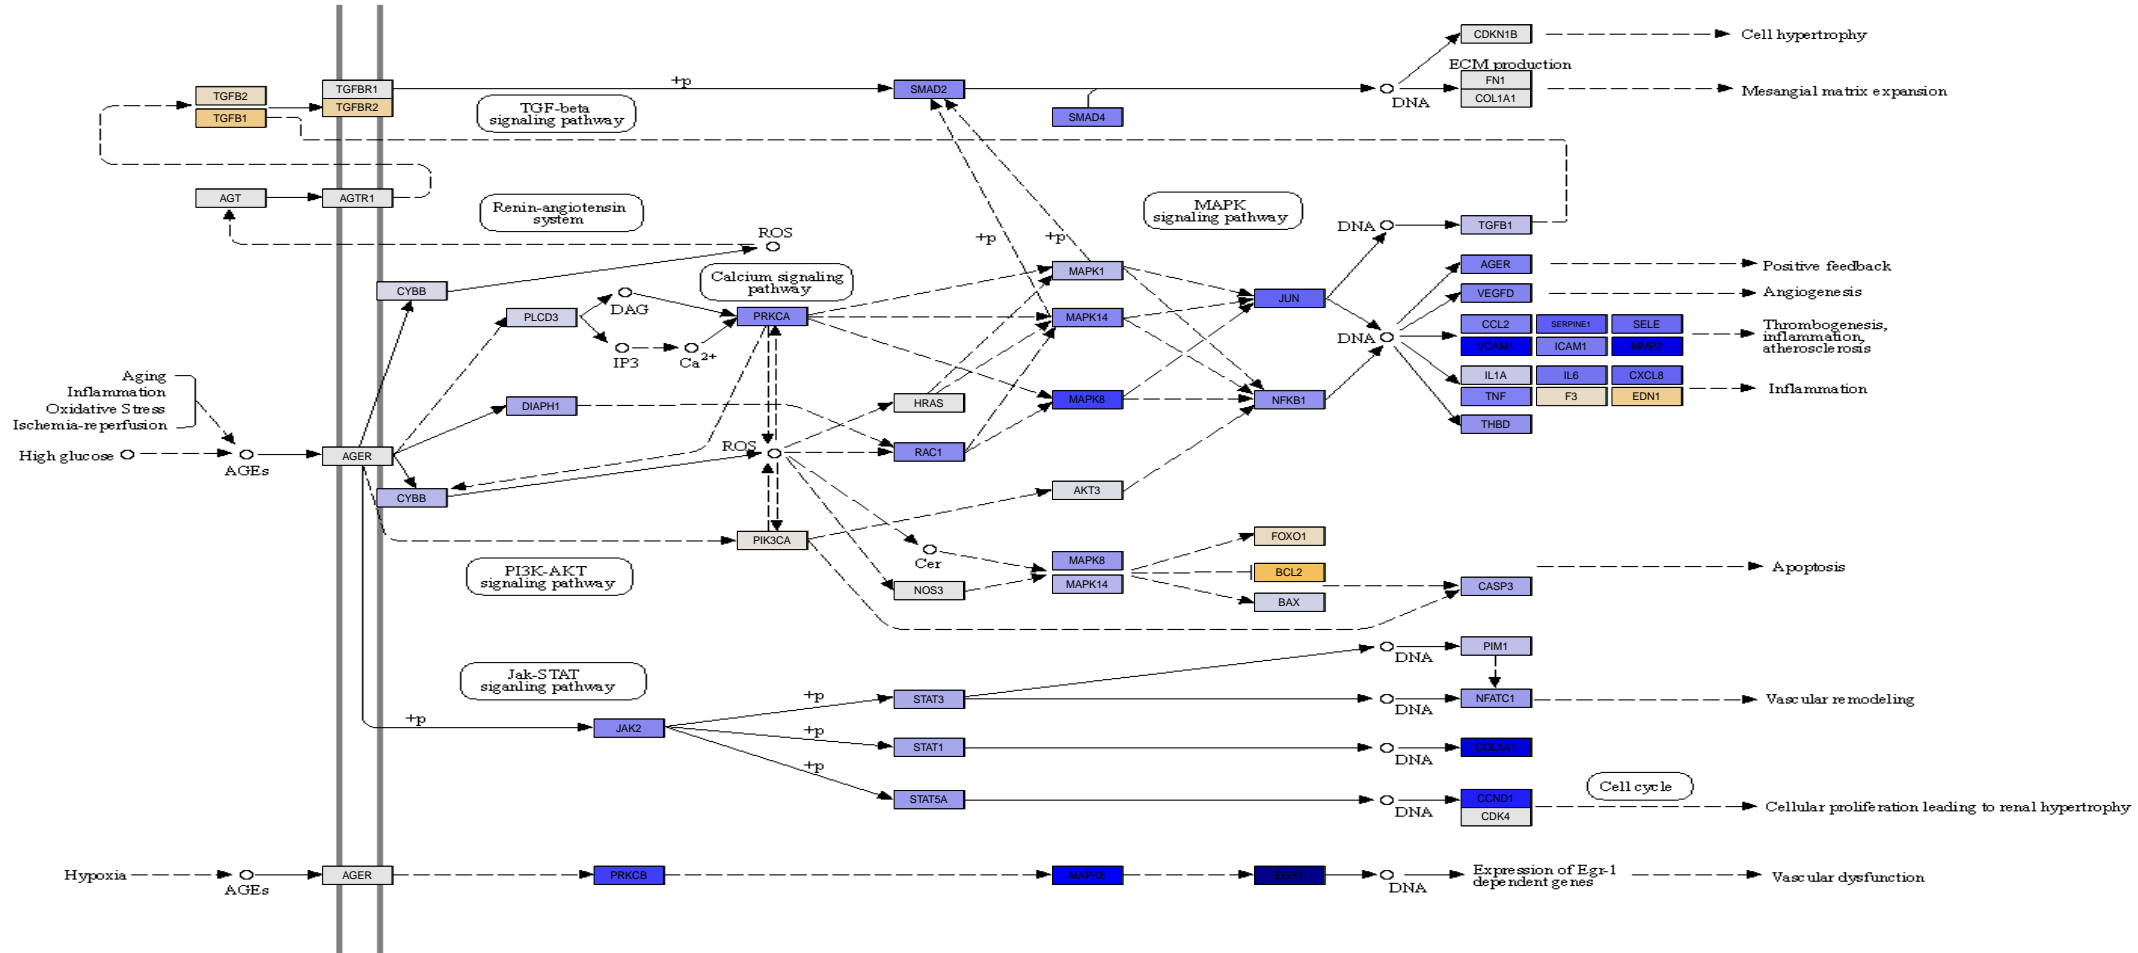 CDKN1B
Cell hypertrophy
ECM production
TGFB2
TGFBR1
+p
SMAD2
FN1
DNA
Mesangial matrix expansion
TGFB1
TGFBR2
TGF-beta
signaling pathway
SMAD4
COL1A1
AGT
AGTR1
Renin-angiotensin
system
MAPK
signaling pathway
ROS
+p
+p
DNA
TGFB1
CYBB
Calcium signaling
pathway
MAPK1
AGER
Positive feedback
PLCD3
DAG
PRKCA
MAPK14
JUN
VEGFD
Angiogenesis
IP3
Ca2+
DNA
CCL2
SERPINE1
SELE
VCAM1
ICAM1
MMP2
Thrombogenesis,
inflammation,
atherosclerosis
Aging
Inflammation
Oxidative Stress
Ischemia-reperfusion
DIAPH1
HRAS
MAPK8
NFKB1
IL1A
IL6
CXCL8
TNF
F3
EDN1
Inflammation
THBD
High glucose
AGEs
AGER
ROS
RAC1
CYBB
AKT3
PIK3CA
Cer
FOXO1
PI3K-AKT
signaling pathway
NOS3
MAPK8
MAPK14
BCL2
BAX
CASP3
Apoptosis
Jak-STAT
siganling pathway
DNA
PIM1
+p
STAT3
DNA
NFATC1
Vascular remodeling
+p
JAK2
+p
STAT1
DNA
COL1A1
+p
STAT5A
DNA
CCND1
CDK4
Cell cycle
Cellular proliferation leading to renal hypertrophy
Hypoxia
AGEs
AGER
PRKCB
MAPK8
EGR1
DNA
Expression of Egr-1
dependent genes
Vascular dysfunction